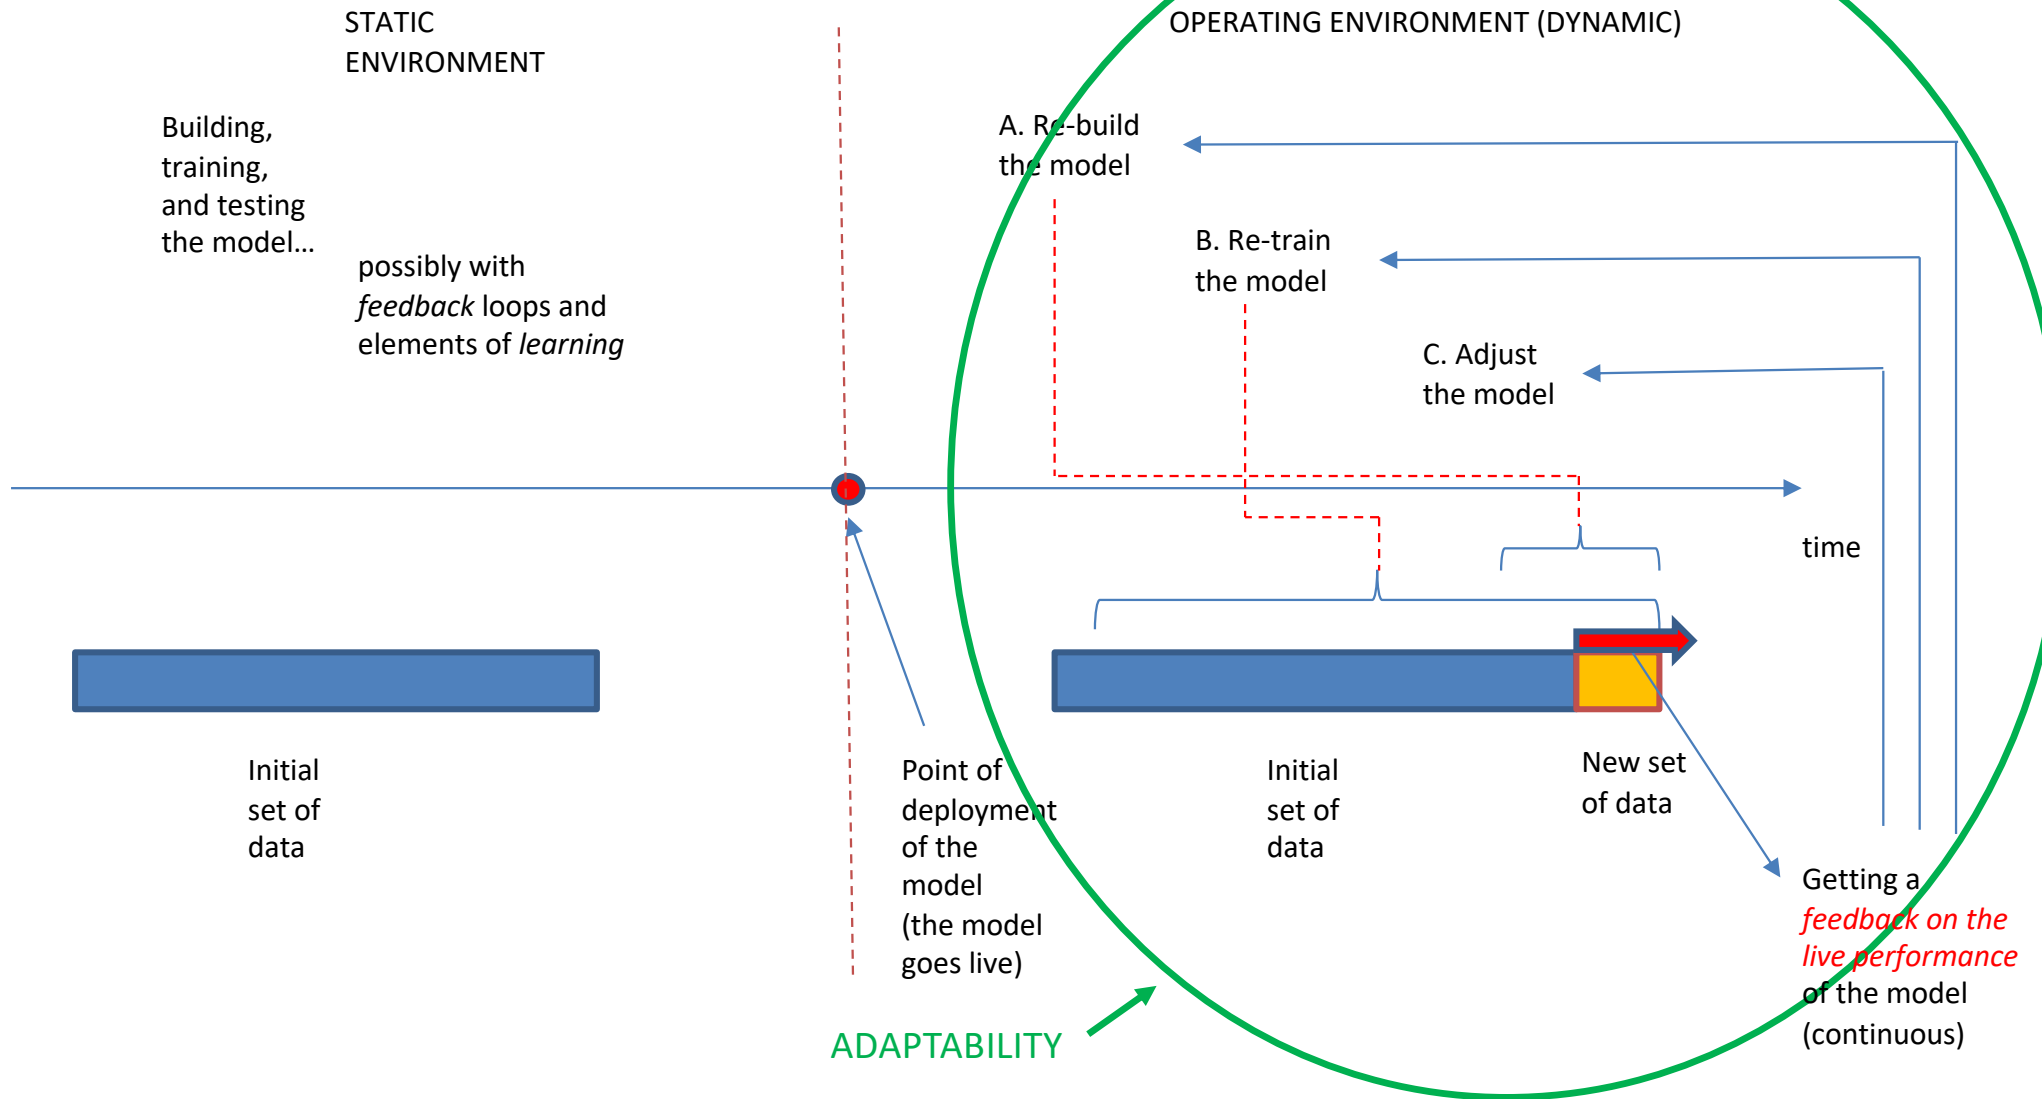 STATIC
ENVIRONMENT
OPERATING ENVIRONMENT (DYNAMIC)
Building,
training,
and testing
the model...
possibly with
feedback loops and
elements of learning
A. Re-build
the model
B. Re-train
the model
C. Adjust
the model
time
Initial
set of
data
Point of
deployment
of the
model
(the model
goes live)
Initial
set of
data
New set
of data
Getting a
feedback on the
live performance
of the model
(continuous)
ADAPTABILITY